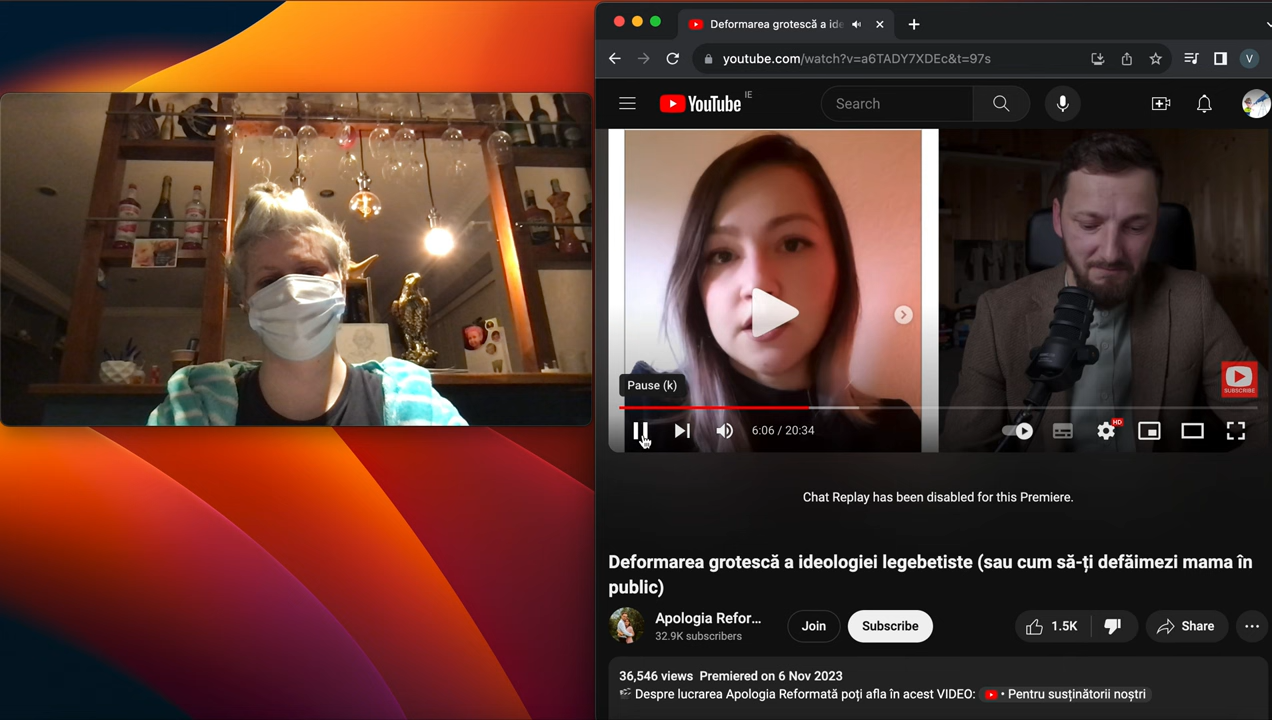 Deformarea grotescă a ide
youtube.com/watch?v=a6TADY7XDEc&t=97s
V
YouTube IE
Search
Pause (k)
SUBSCRIBE
6:06 / 20:34
HD
Chat Replay has been disabled for this Premiere.
Deformarea grotescă a ideologiei legebetiste (sau cum să-ți defăimezi mama în
public)
Apologia Refor...
32.9K subscribers
Join
Subscribe
1.5K
Share
36,546 views Premiered on 6 Nov 2023
Despre lucrarea Apologia Reformată poți afla în acest VIDEO: • Pentru susținătorii noștri